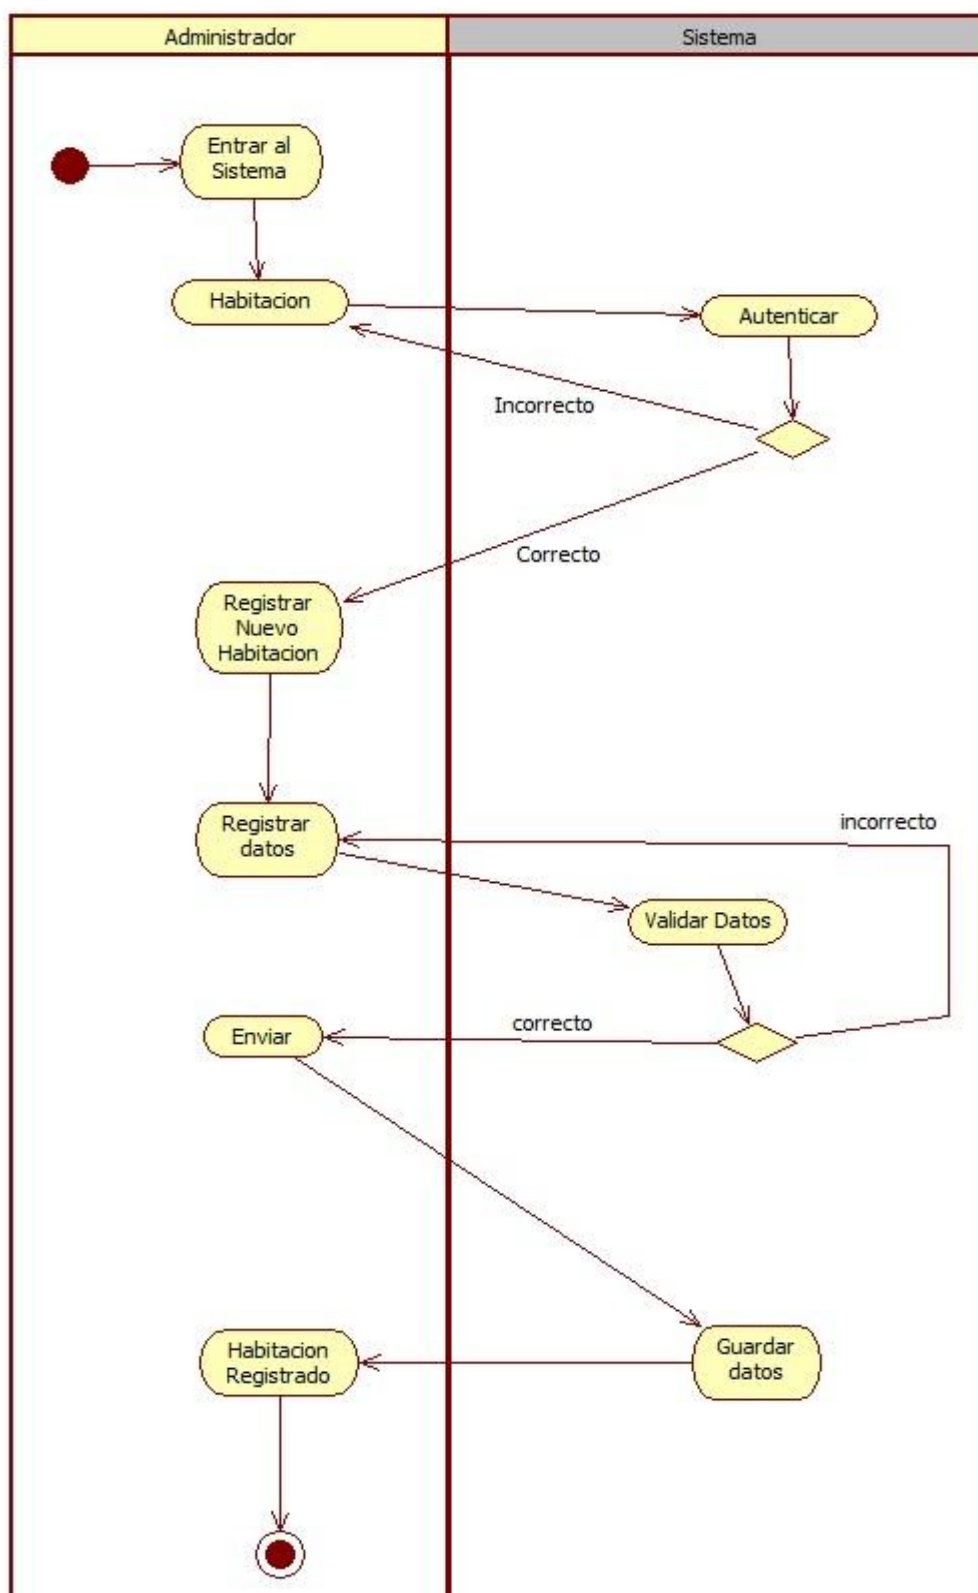 Administrador
Sistema
Entrar al
Sistema
Habitacion
Autenticar
Incorrecto
Correcto
Registrar
Nuevo
Habitacion
Registrar
datos
incorrecto
Validar Datos
Enviar
correcto
Habitacion
Registrado
Guardar
datos